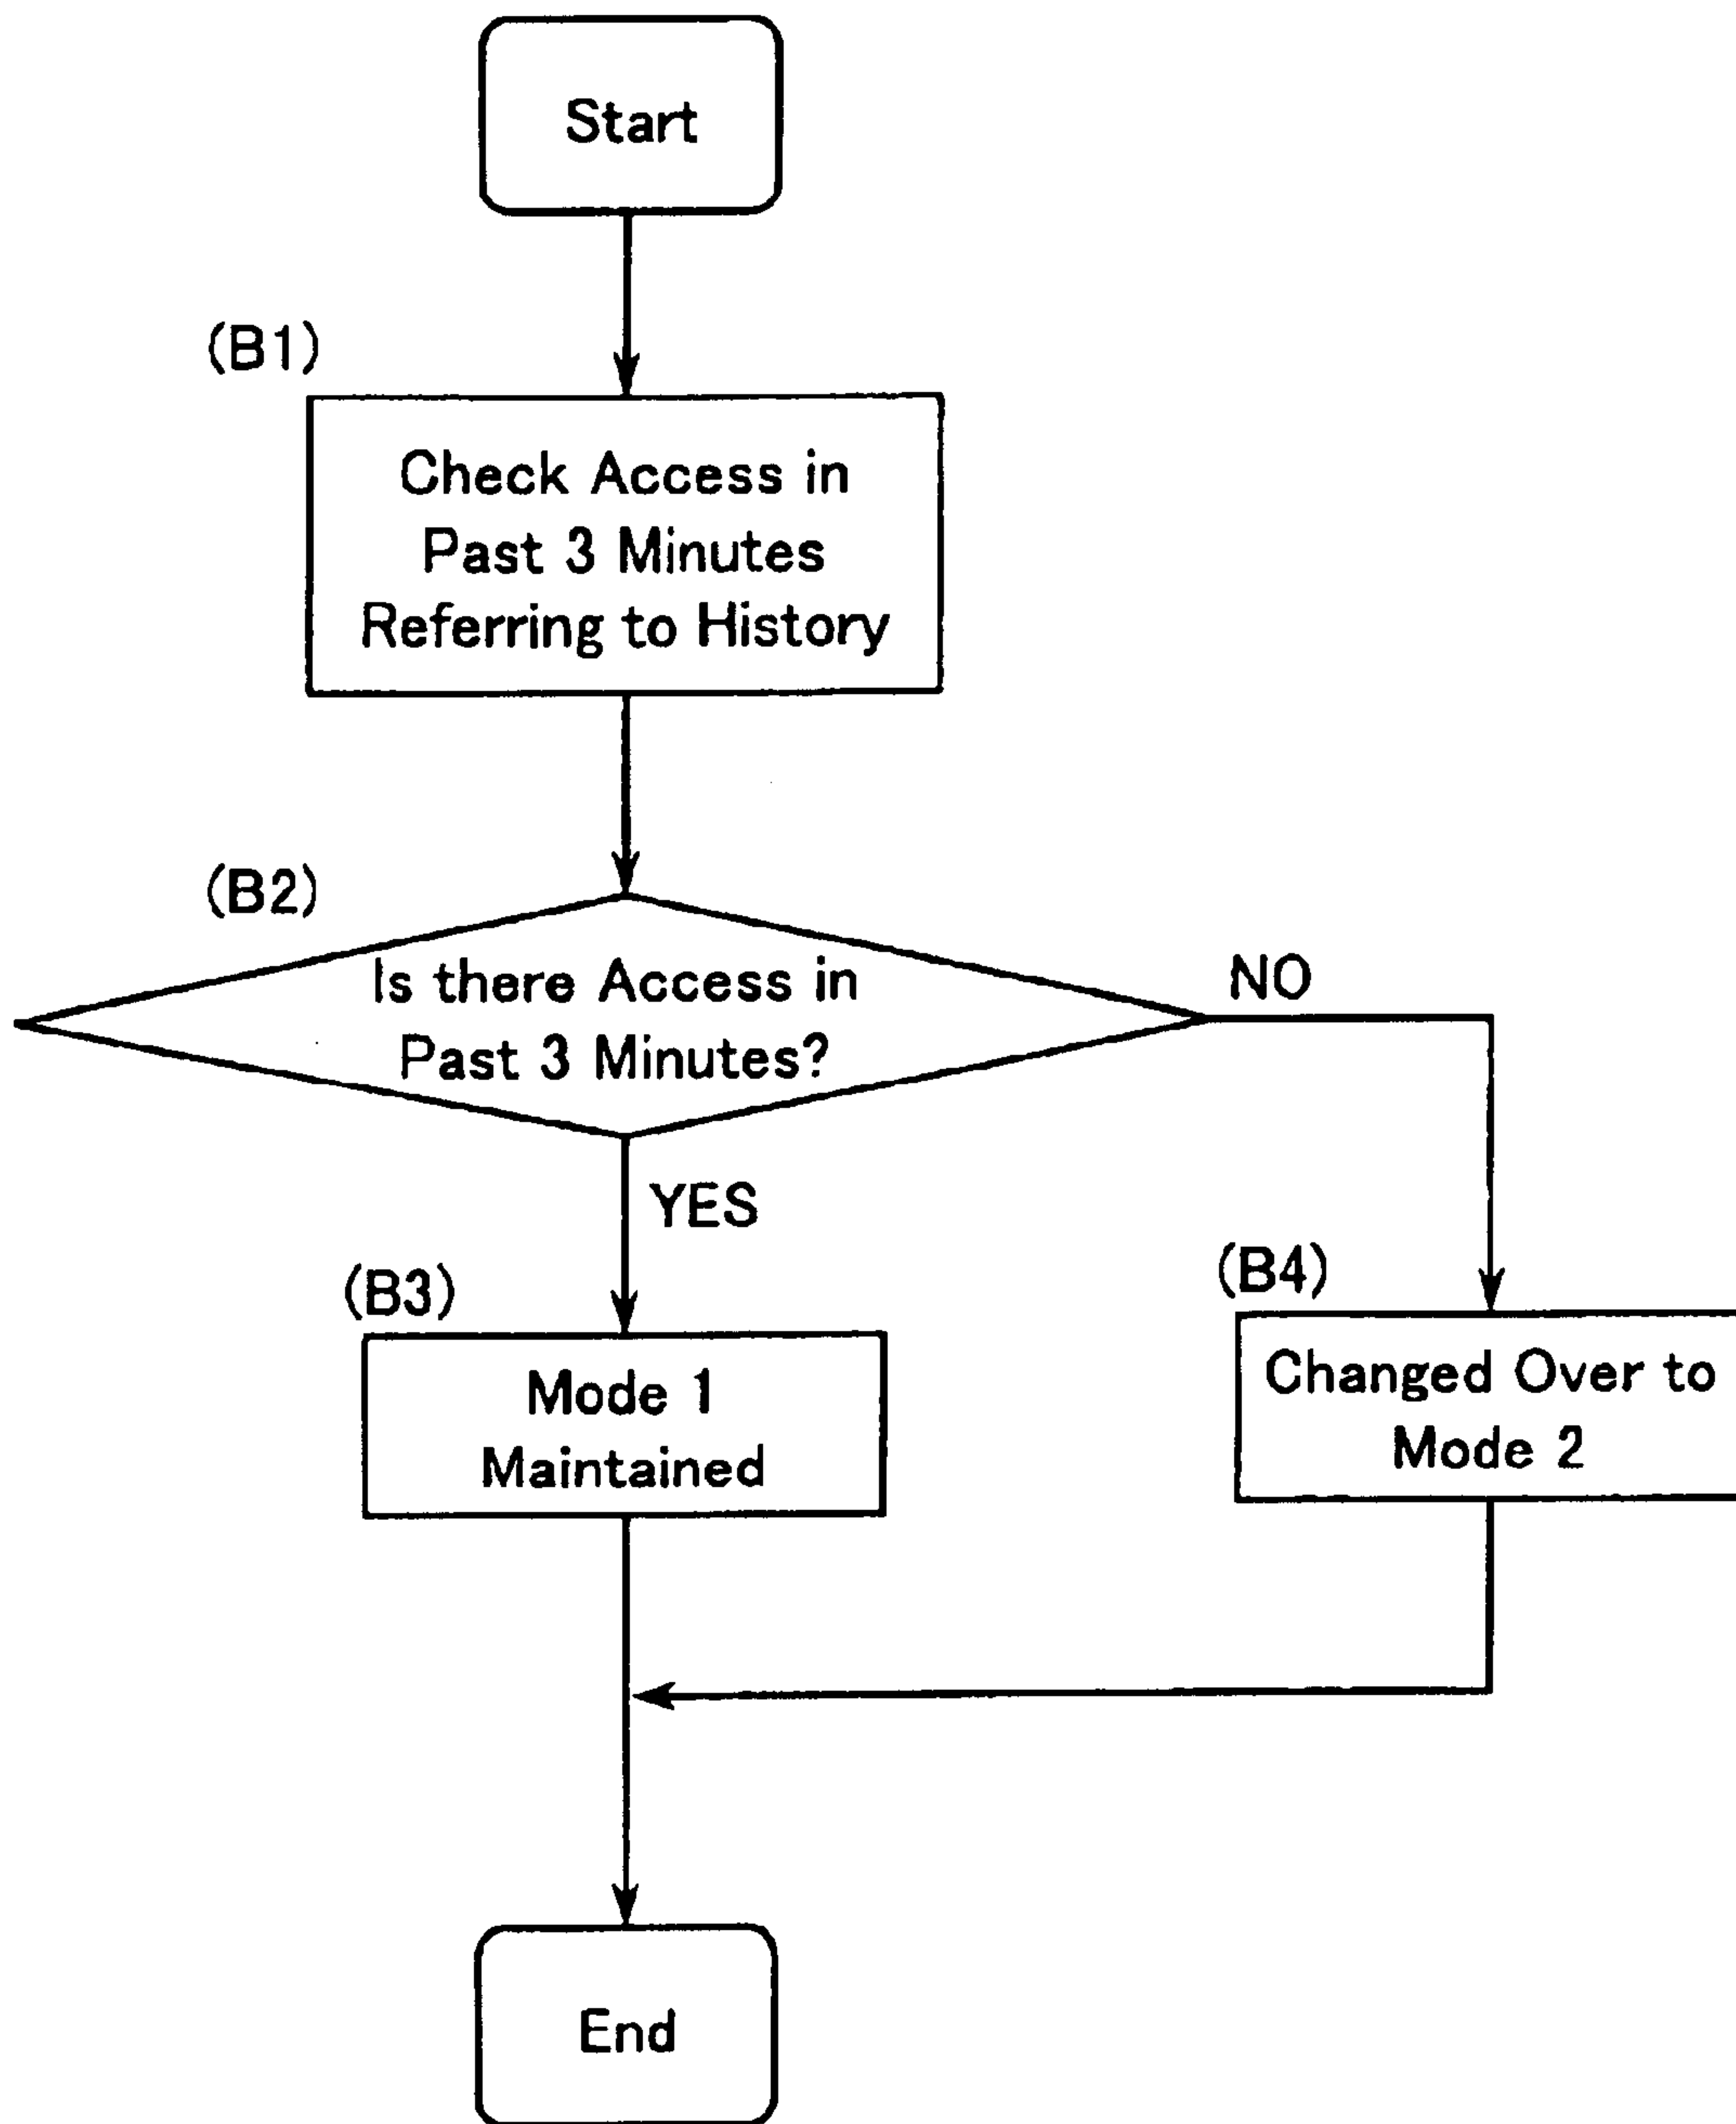 Start
(B1)
Check Access in
Past 3 Minutes
Referring to History
(B2)
Is there Access in
Past 3 Minutes?
NO
YES
(B3)
Mode 1
Maintained
(B4)
Changed Over to
Mode 2
End